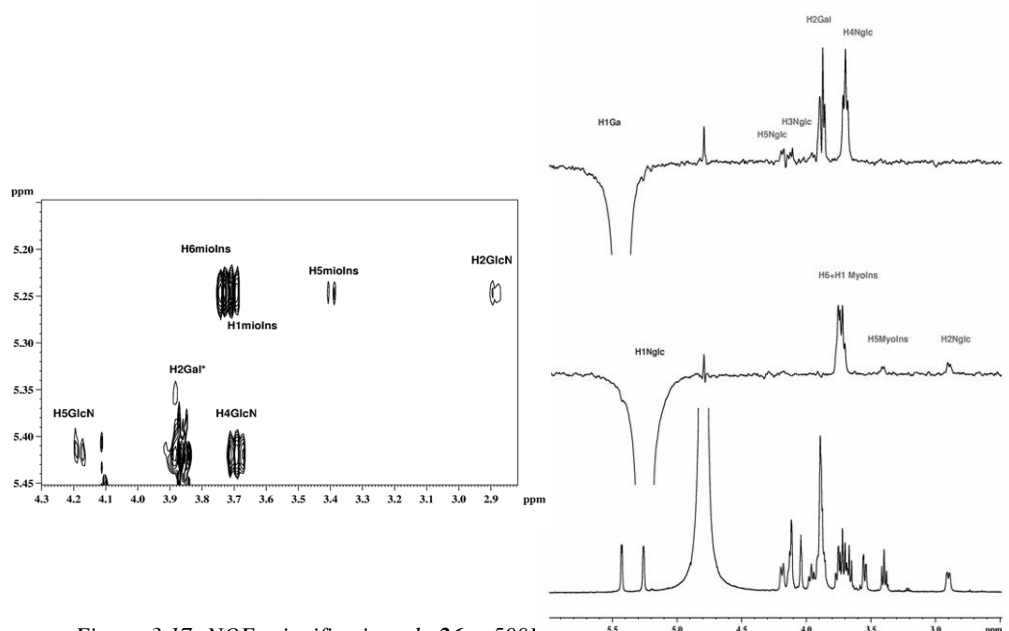 ppm
5.20
5.25
5.30
5.35
5.40
5.45
4.3 4.2 4.1 4.0 3.9 3.8 3.7 3.6 3.5 3.4 3.3 3.2 3.1 3.0 2.9 ppm
H6mioIns
H5mioIns
H2GlcN
H1mioIns
H2Gal*
H5GlcN
H4GlcN
H2Gal
H4Nglc
H1Ga
H3Nglc
H5Nglc
H6+H1 MyoIns
H1Nglc
H5MyoIns
H2Nglc
5.5 5.0 4.5 4.0 3.5 3.0 ppm